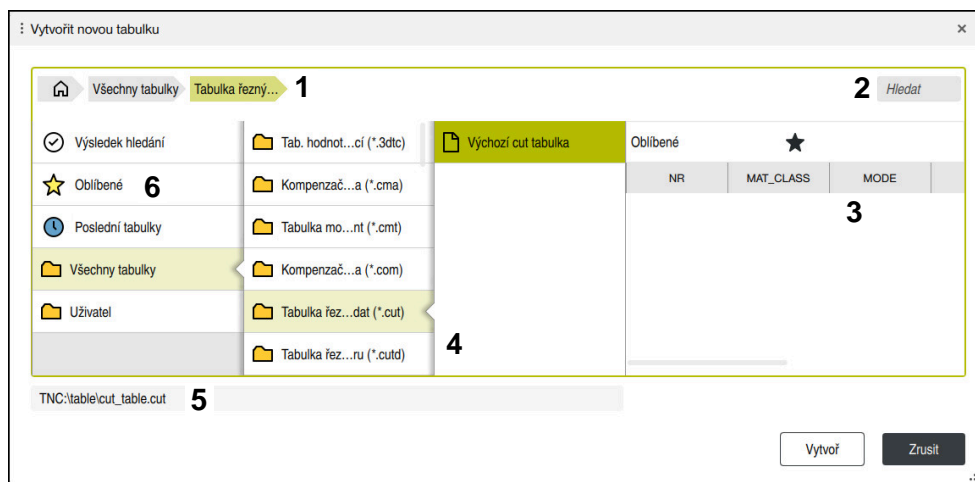 Vytvořit novou tabulku
Všechny tabulky Tabulka řezný... 1 2 Hledat
Výsledek hledání Tab. hodnot...cí (*.3dtc) Výchozí cut tabulka Oblíbené
Oblíbené 6 Kompenzač...a (*.cma) NR MAT_CLASS MODE
3
Poslední tabulky Tabulka mo...nt (*.cmt)
Všechny tabulky Kompenzač...a (*.com)
Uživatel Tabulka řez...dat (*.cut)
4
Tabulka řez...ru (*.cutd)
TNC:\table\cut_table.cut 5
Vytvoř Zrusit